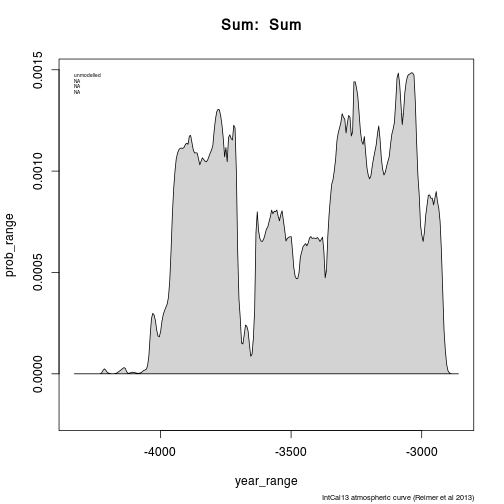 Sum: Sum
unmodelled
NA
NA
NA
0.0015
0.0010
0.0005
0.0000
prob_range
-4000
-3500
-3000
year_range
IntCal13 atmospheric curve (Reimer et al 2013)